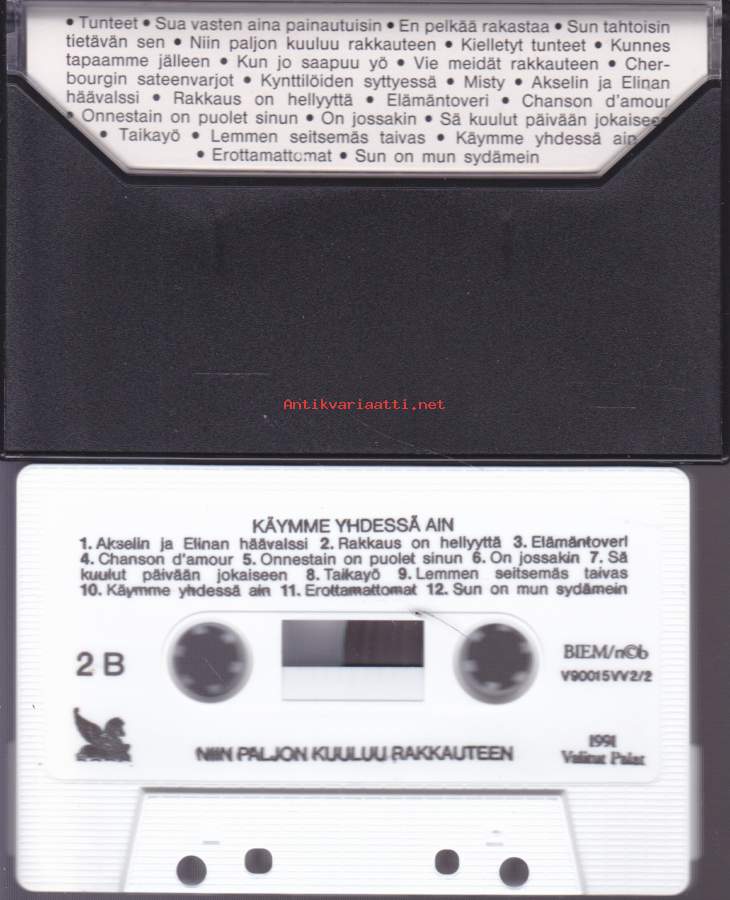 • Tunteet • Sua vasten aina painautuisin • En pelkää rakastaa • Sun tahtoisin
tietävän sen • Niin paljon kuuluu rakkauteen • Kielletyt tunteet • Kunnes
tapaamme jälleen • Kun jo saapuu yö • Vie meidät rakkauteen • Cher-
bourgin sateenvarjot • Kynttilöiden syttyessä • Misty • Akselin ja Elinan
häävalssi • Rakkaus on hellyyttä • Elämäntoveri • Chanson d'amour
• Onnestain on puolet sinun • On jossakin • Sä kuulut päivään jokaiseen
• Taikayö • Lemmen seitsemäs taivas • Käymme yhdessä ain
• Erottamattomat • Sun on mun sydämein
Antikvariaatti.net
KÄYMME YHDESSÄ AIN
1. Akselin ja Elinan häävalssi 2. Rakkaus on hellyyttä 3. Elämäntoveri
4. Chanson d'amour 5. Onnestain on puolet sinun 6. On jossakin 7. Sä
kuulut päivään jokaiseen 8. Taikayö 9. Lemmen seitsemäs taivas
10. Käymme yhdessä ain 11. Erottamattomat 12. Sun on mun sydämein
2 B
BIEM/n©b
V90015VV2/2
NIIN PALJON KUULUU RAKKAUTEEN
1991
Valitut Palat